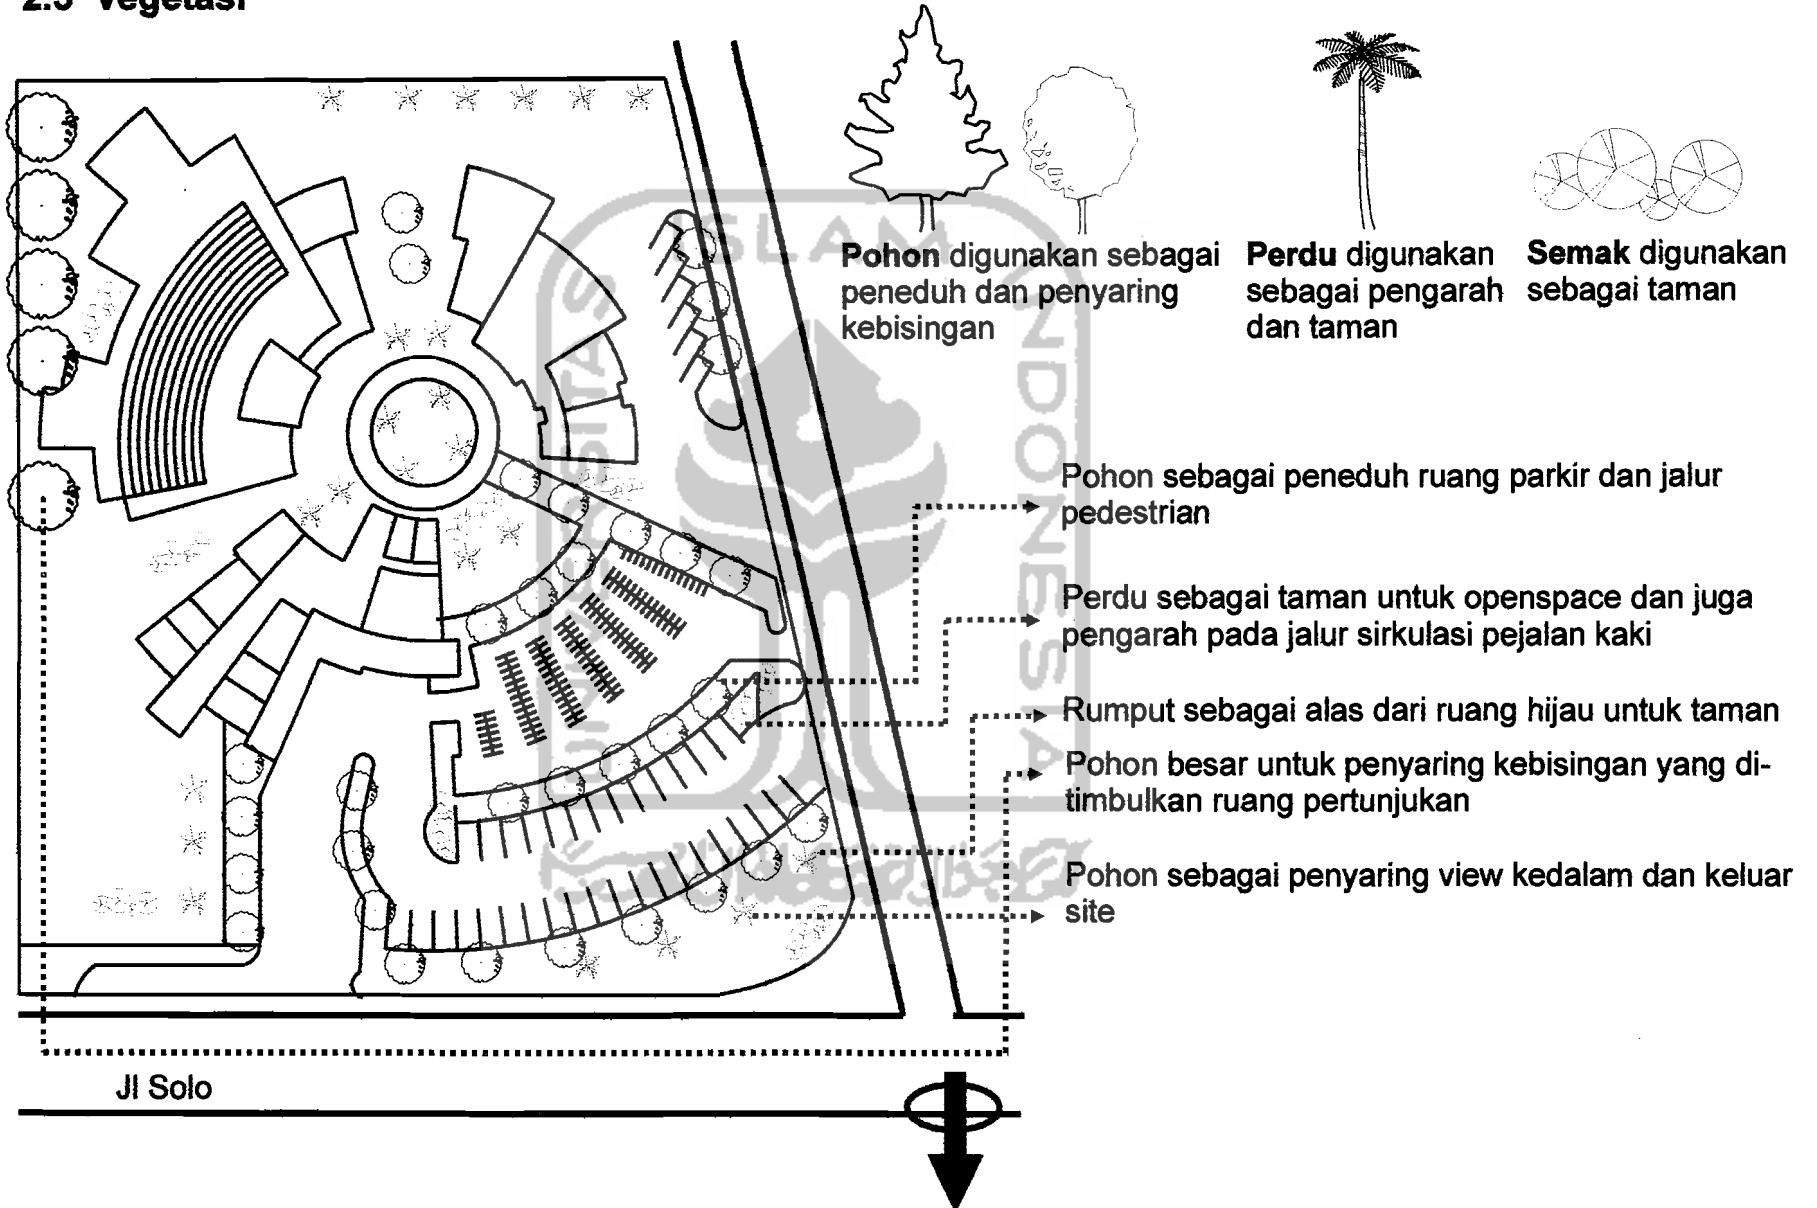 2.5 Vegetasi
Pohon digunakan sebagai
peneduh dan penyaring
kebisingan
Perdu digunakan
sebagai pengarah
dan taman
Semak digunakan
sebagai taman
Pohon sebagai peneduh ruang parkir dan jalur
pedestrian
Perdu sebagai taman untuk openspace dan juga
pengarah pada jalur sirkulasi pejalan kaki
Rumput sebagai alas dari ruang hijau untuk taman
Pohon besar untuk penyaring kebisingan yang di-
timbulkan ruang pertunjukan
Pohon sebagai penyaring view kedalam dan keluar
site
Jl Solo
UNIVERSITAS ISLAM INDONESIA